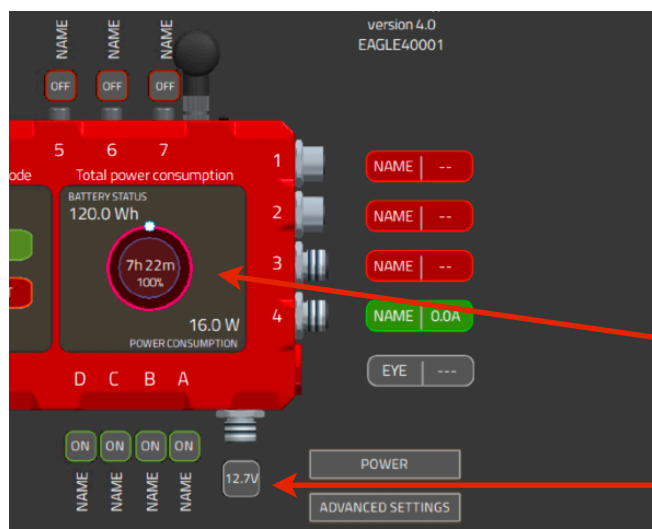 version 4.0
EAGLE40001
NAME NAME NAME
OFF OFF OFF
5 6 7
ode Total power consumption 1
BATTERY STATUS
120.0 Wh
7h 22m
100%
16.0 W
POWER CONSUMPTION
2
3
4
NAME --
NAME --
NAME --
NAME 0.0A
EYE ---
D C B A
ON ON ON ON
NAME NAME NAME NAME
12.7V
POWER
ADVANCED SETTINGS